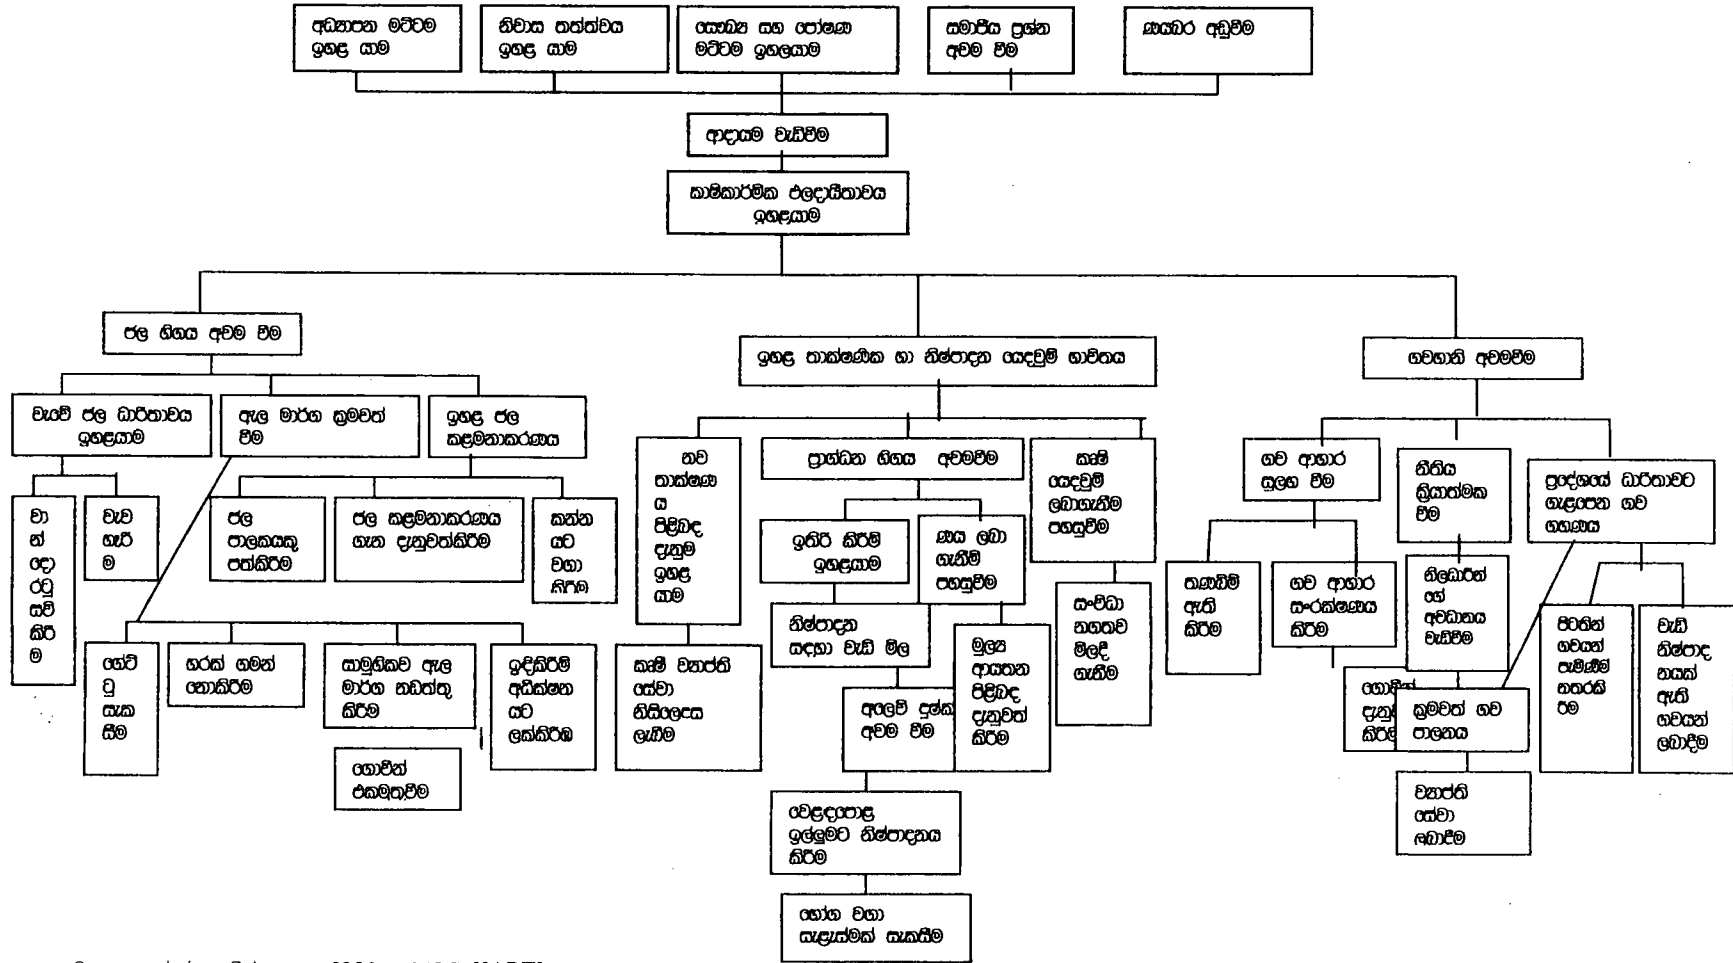 අධ්‍යාපන මට්ටම
ඉහළ යාම
නිවාස තත්ත්වය
ඉහළ යාම
සෞඛ්‍ය සහ පෝෂණ
මට්ටම ඉහලයාම
සමාජීය ප්‍රශ්න
අවම වීම
ණයබර අඩුවීම
ආදායම වැඩිවීම
කෘෂිකාර්මික ඵලදායීතාවය
ඉහළයාම
ජල හිගය අවම වීම
ඉහළ තාක්ෂණික හා නිෂ්පාදන යෙදවුම් භාවිතය
ගවහානි අවමවීම
වැවේ ජල ධාරිතාවය
ඉහළයාම
ඇල මාර්ග ක්‍රමවත්
වීම
ඉහළ ජල
කළමනාකරණය
නව
තාක්ෂණ
ය
පිළිබඳ
දැනුම
ඉහළ
යාම
ප්‍රාග්ධන හිගය අවමවීම
කෘෂි
යෙදවුම්
ලබාගැනීම
පහසුවීම
ගව ආහාර
සුලභ වීම
නීතිය
ක්‍රියාත්මක
වීම
ප්‍රදේශයේ ධාරිතාවට
ගැළපෙන ගව
ගහණය
වා
න්
දො
රටු
සවි
කිරී
ම
වැව
හෑරී
ම
ජල
පාලකයකු
පත්කිරීම
ජල කළමනාකරණය
ගැන දැනුවත්කිරීම
කන්න
යට
වගා
කිරීම
ඉතිරි කිරීම්
ඉහළයාම
ණය ලබා
ගැනීම්
පහසුවීම
තණබිම්
ඇති
කිරීම
ගව ආහාර
සංරක්ෂණය
කිරීම
නිලධාරීන්
ගේ
අවධානය
වැඩිවීම
සංවිධා
නගතව
මිලදී
ගැනීම
පිටතින්
ගවයන්
පැමිණීම
නතරකි
රීම
වැඩි
නිෂ්පාද
නයක්
ඇති
ගවයන්
ලබාදීම
ගේට්
ටු
සැක
සීම
හරක් ගමන්
නොකිරීම
සාමුහිකව ඇල
මාර්ග නඩත්තු
කිරීම
ඉදිකිරීම්
අධීක්ෂන
යට
ලක්කිරීම
කෘෂි ව්‍යාප්ති
සේවා
නිසිලෙස
ලැබීම
නිෂ්පාදන
සඳහා වැඩි මිල
මුල්‍ය
ආයතන
පිළිබඳ
දැනුවත්
කිරීම
අලෙවි
අවම වීම
කිරීම
ක්‍රමවත් ගව
පාලනය
ගොවීන්
එකමුතුවීම
වෙළඳපොළ
ඉල්ලුමට නිෂ්පාදනය
කිරීම
ව්‍යාප්ති
සේවා
ලබාදීම
භෝග වගා
සැළැස්මක් සැකසීම